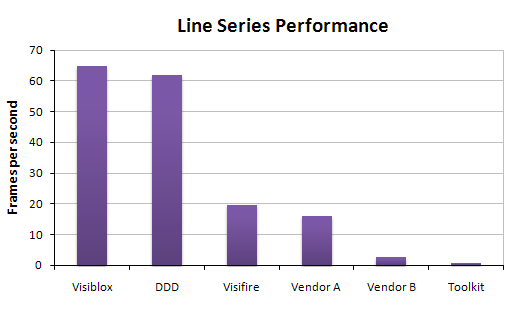 Line Series Performance
Frames per second
70
60
50
40
30
20
10
0
Visiblox
DDD
Visifire
Vendor A
Vendor B
Toolkit